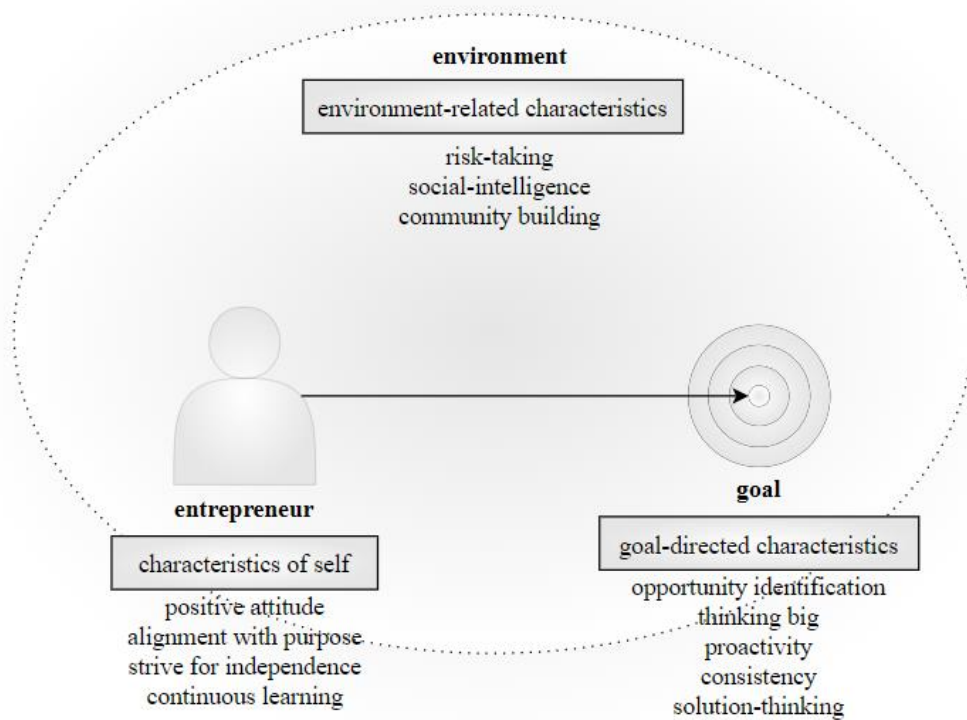 environment
environment-related characteristics
risk-taking
social-intelligence
community building
entrepreneur
characteristics of self
positive attitude
alignment with purpose
strive for independence
continuous learning
goal
goal-directed characteristics
opportunity identification
thinking big
proactivity
consistency
solution-thinking